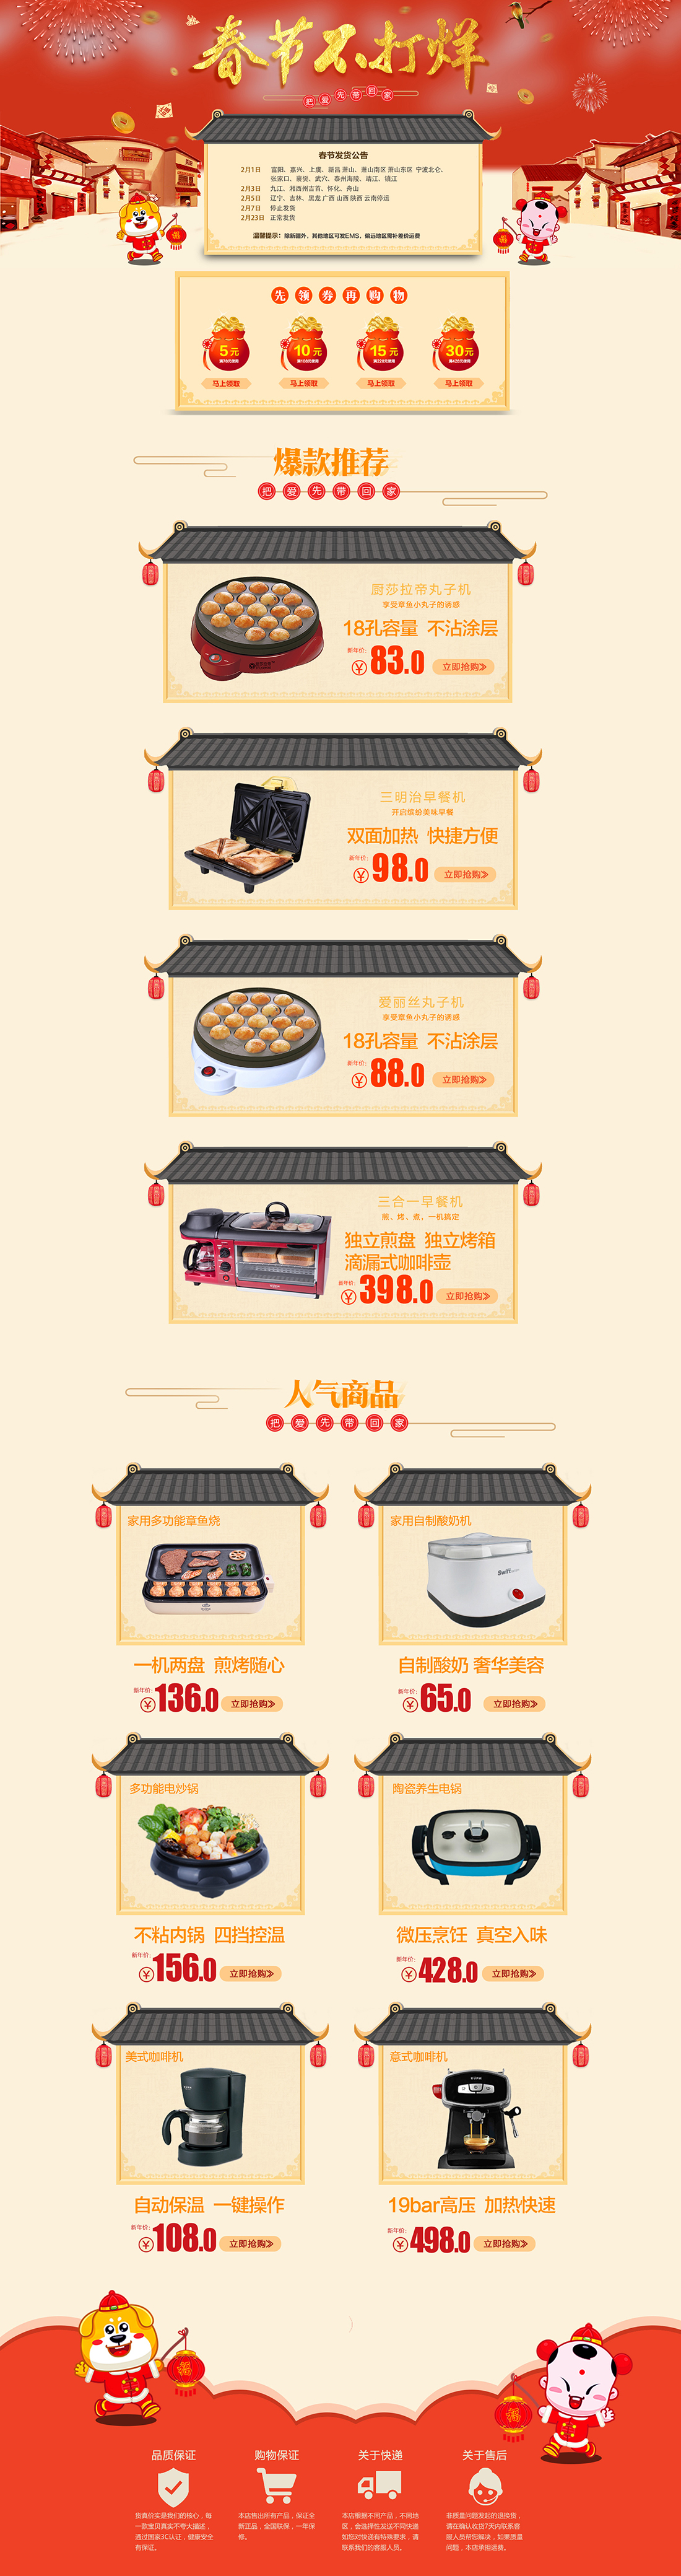 春节不打烊
把爱先带回家
春节发货公告
2月1日 富阳、嘉兴、上虞、慈吕 萧山、萧山南区 萧山东区 宁波北仑、
张家口、襄樊、武穴、泰州海陵、靖江、镇江
2月3日 九江、湘西州吉首、怀化、舟山
2月5日 辽宁、吉林、黑龙 广西 山西 陕西 云南停运
2月7日 停止发货
2月23日 正常发货
温馨提示：除新疆外，其他地区可发EMS，偏远地区需补差价运费
先领券再购物
5元 10元 15元 30元
马上领取 马上领取 马上领取 马上领取
爆款推荐
把爱先带回家
厨莎拉帝丸子机
享受章鱼小丸子的诱惑
18孔容量 不沾涂层
新年价：
¥83.0 立即抢购》
三明治早餐机
开启缤纷美味早餐
双面加热 快捷方便
新年价：
¥98.0 立即抢购》
爱丽丝丸子机
享受章鱼小丸子的诱惑
18孔容量 不沾涂层
新年价：
¥88.0 立即抢购》
三合一早餐机
煎、烤、煮，一机搞定
独立煎盘 独立烤箱
滴漏式咖啡壶
新年价：
¥398.0 立即抢购》
人气商品
把爱先带回家
家用多功能章鱼烧 家用自制酸奶机
Swift
一机两盘 煎烤随心 自制酸奶 奢华美容
新年价： 新年价：
¥136.0 立即抢购》 ¥65.0 立即抢购》
多功能电炒锅 陶瓷养生电锅
不粘内锅 四挡控温 微压烹饪 真空入味
新年价： 新年价：
¥156.0 立即抢购》 ¥428.0 立即抢购》
美式咖啡机 意式咖啡机
自动保温 一键操作 19bar高压 加热快速
新年价： 新年价：
¥108.0 立即抢购》 ¥498.0 立即抢购》
福 福
品质保证 购物保证 关于快递 关于售后
货真价实是我们的核心，每 本店售出所有产品，保证全 本店根据不同产品，不同地 非质量问题发起的退换货，
一款宝贝真实不夸大描述， 新正品，全国联保，一年保 区，会选择性发送不同快递 请在确认收货7天内联系客
通过国家3C认证，健康安全 修。 如您对快递有特殊要求，请 服人员帮您解决，如果质量
有保证。 联系我们的客服人员。 问题，本店承担运费。